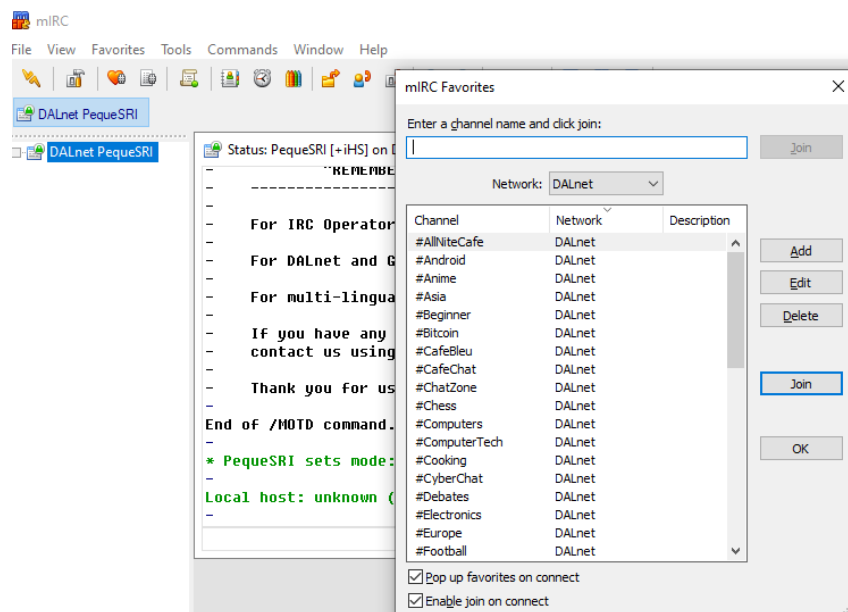 mIRC
File View Favorites Tools Commands Window Help
DALnet PequeSRI
DALnet PequeSRI
Status: PequeSRI [+iHS] on
"REMEMBE
- --------------------
-
- For IRC Operator
-
- For DALnet and G
-
- For multi-lingua
-
- If you have any
- contact us using
-
- Thank you for us
-
End of /MOTD command.
-
* PequeSRI sets mode:
-
Local host: unknown (
-
mIRC Favorites
Enter a channel name and click join:
Join
Network: DALnet
Channel Network Description
#AllNiteCafe DALnet
#Android DALnet
#Anime DALnet
#Asia DALnet
#Beginner DALnet
#Bitcoin DALnet
#CafeBleu DALnet
#CafeChat DALnet
#ChatZone DALnet
#Chess DALnet
#Computers DALnet
#ComputerTech DALnet
#Cooking DALnet
#CyberChat DALnet
#Debates DALnet
#Electronics DALnet
#Europe DALnet
#Football DALnet
Add
Edit
Delete
Join
OK
Pop up favorites on connect
Enable join on connect